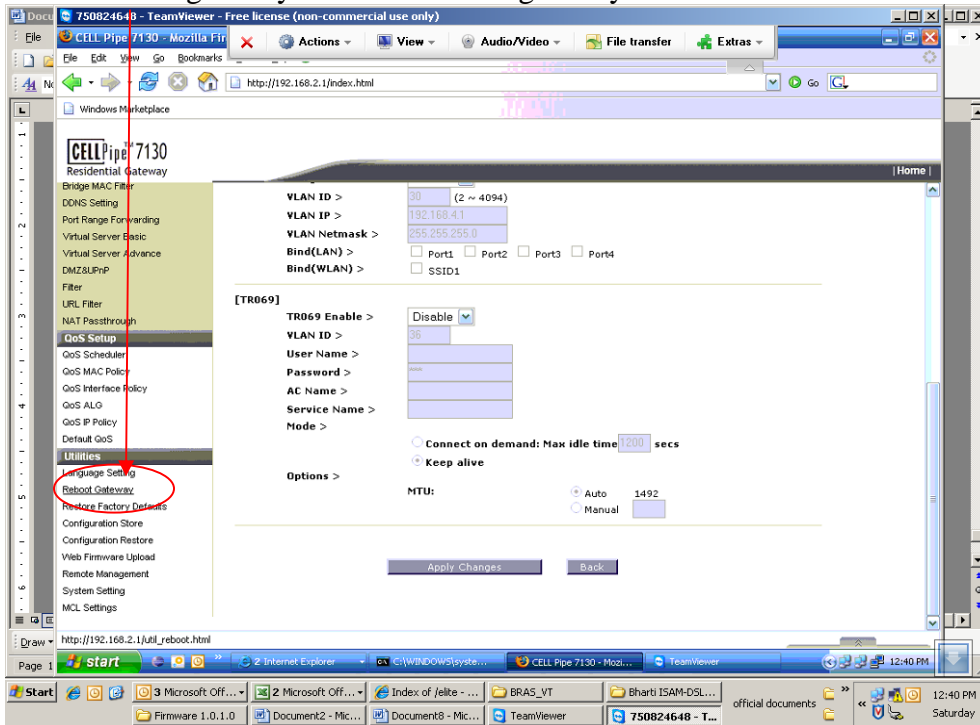 Docu
750824648 - TeamViewer - Free license (non-commercial use only)
File
CELL Pipe 7130 - Mozilla Fir
Actions
View
Audio/Video
File transfer
Extras
File Edit View Go Bookmarks
http://192.168.2.1/index.html
Go
Windows Marketplace
CELLPipe™ 7130
Residential Gateway
| Home |
Bridge MAC Filter
DDNS Setting
Port Range Forwarding
Virtual Server Basic
Virtual Server Advance
DMZ&UPnP
Filter
URL Filter
NAT Passthrough
QoS Setup
QoS Scheduler
QoS MAC Policy
QoS Interface Policy
QoS ALG
QoS IP Policy
Default QoS
Utilities
Language Setting
Reboot Gateway
Restore Factory Defaults
Configuration Store
Configuration Restore
Web Firmware Upload
Remote Management
System Setting
MCL Settings
VLAN ID > 30 (2 ~ 4094)
VLAN IP > 192.168.4.1
VLAN Netmask > 255.255.255.0
Bind(LAN) > Port1 Port2 Port3 Port4
Bind(WLAN) > SSID1
[TR069]
TR069 Enable > Disable
VLAN ID > 36
User Name >
Password > ****
AC Name >
Service Name >
Mode >
Connect on demand: Max idle time 1200 secs
Keep alive
Options >
MTU: Auto 1492
Manual
Apply Changes Back
http://192.168.2.1/util_reboot.html
Draw
Page 1
start
2 Internet Explorer
C:\WINDOWS\syste...
CELL Pipe 7130 - Mozi...
TeamViewer
12:40 PM
Start
3 Microsoft Off...
2 Microsoft Off...
Index of /elite - ...
BRAS_VT
Bharti ISAM-DSL...
official documents
12:40 PM
Firmware 1.0.1.0
Document2 - Mic...
Document8 - Mic...
TeamViewer
750824648 - T...
Saturday